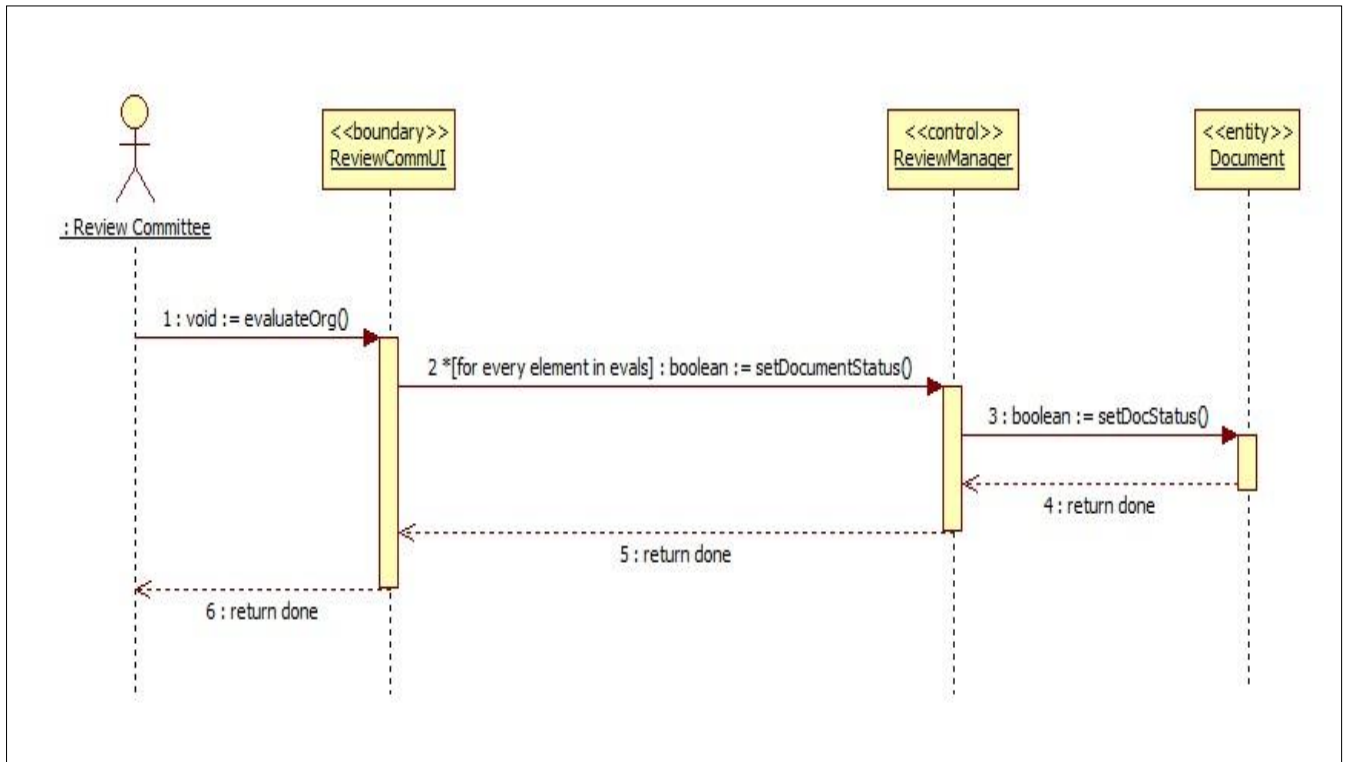 <<boundary>>
ReviewCommUI
<<control>>
ReviewManager
<<entity>>
Document
: Review Committee
1 : void := evaluateOrg()
2 *[for every element in evals] : boolean := setDocumentStatus()
3 : boolean := setDocStatus()
4 : return done
5 : return done
6 : return done